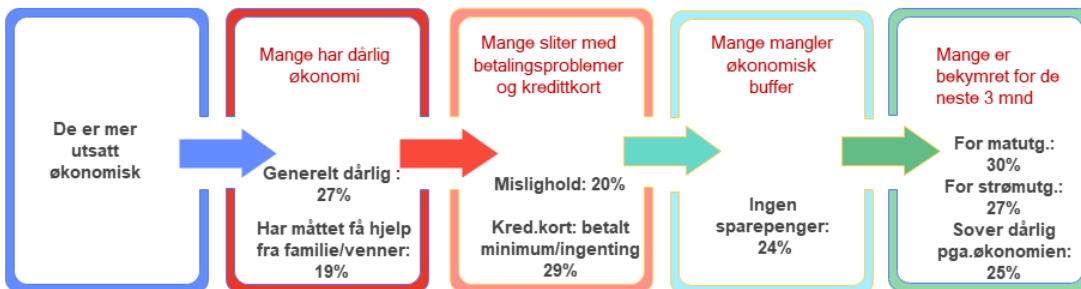 De er mer
utsatt
økonomisk
Mange har dårlig
økonomi
Generelt dårlig :
27%
Har måttet få hjelp
fra familie/venner:
19%
Mange sliter med
betalingsproblemer
og kredittkort
Mislighold: 20%
Kred.kort: betalt
minimum/ingenting
29%
Mange mangler
økonomisk
buffer
Ingen
sparepenger:
24%
Mange er
bekymret for de
neste 3 mnd
For matutg.:
30%
For strømutg.:
27%
Sover dårlig
pga.økonomien:
25%